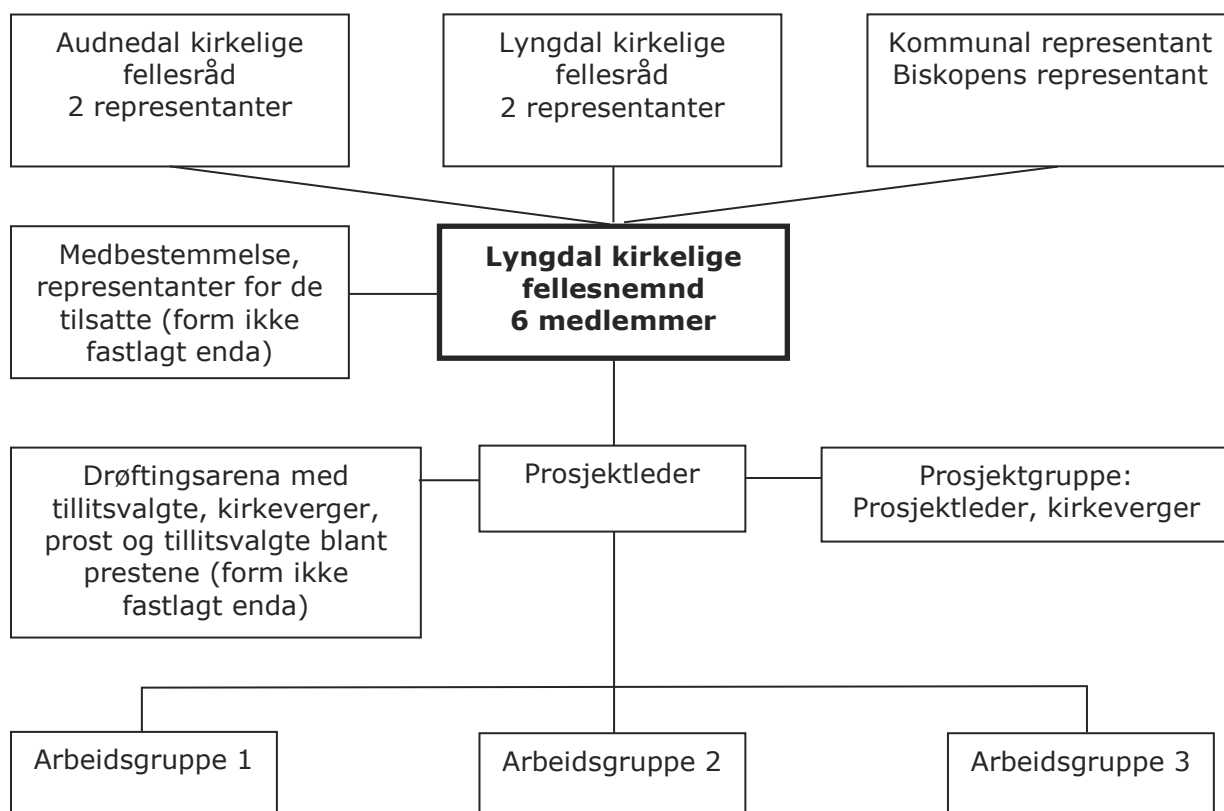 Audnedal kirkelige
fellesråd
2 representanter
Lyngdal kirkelige
fellesråd
2 representanter
Kommunal representant
Biskopens representant
Medbestemmelse,
representanter for de
tilsatte (form ikke
fastlagt enda)
Lyngdal kirkelige
fellesnemnd
6 medlemmer
Drøftingsarena med
tillitsvalgte, kirkeverger,
prost og tillitsvalgte blant
prestene (form ikke
fastlagt enda)
Prosjektleder
Prosjektgruppe:
Prosjektleder, kirkeverger
Arbeidsgruppe 1
Arbeidsgruppe 2
Arbeidsgruppe 3